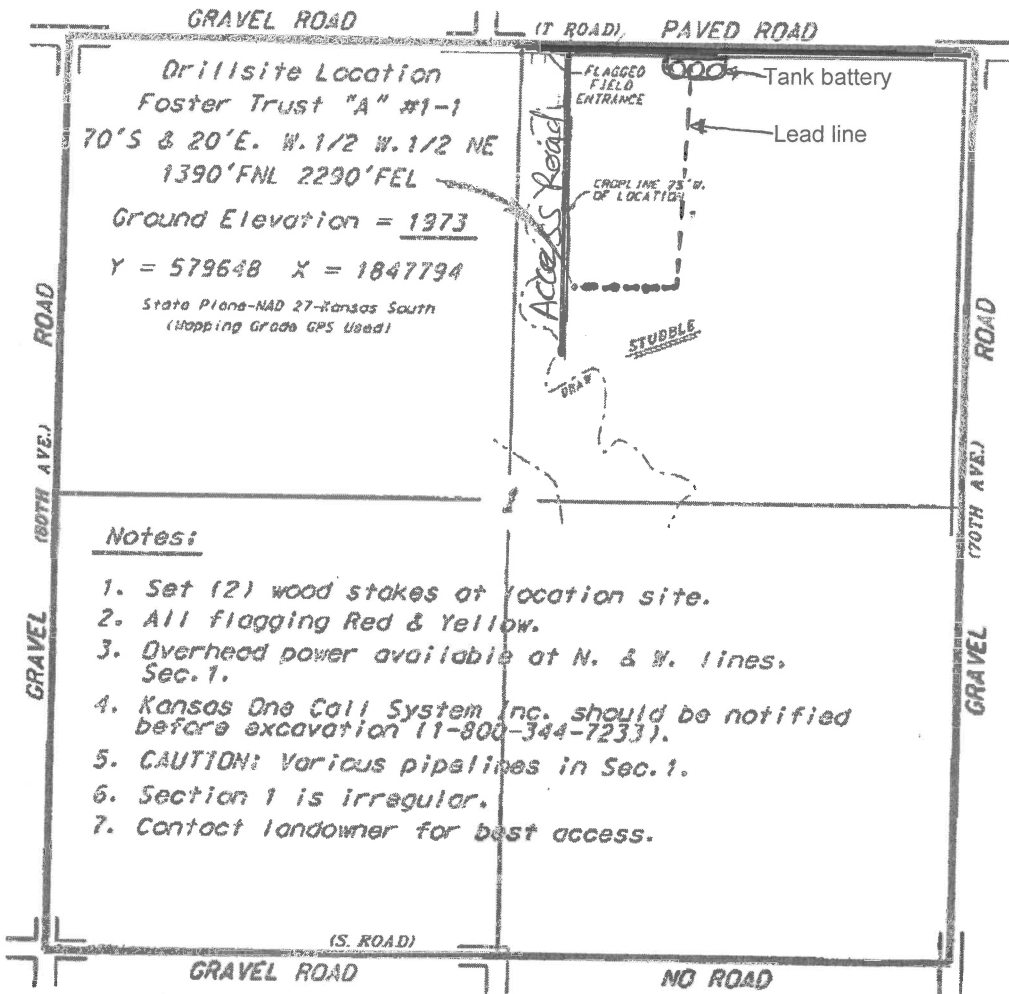 GRAVEL ROAD
(T ROAD)
PAVED ROAD
Drillsite Location
Foster Trust "A" #1-1
70'S & 20'E. W.1/2 W.1/2 NE
1390'FNL 2290'FEL
Ground Elevation = 1973
Y = 579648 X = 1847794
State Plane-NAD 27-Kansas South
(Mapping Grade GPS Used)
FLAGGED
FIELD
ENTRANCE
Tank battery
Lead line
Access Road
CROPLINE 75'W.
OF LOCATION
STUBBLE
DRAW
1
GRAVEL (80TH AVE.) ROAD
GRAVEL (70TH AVE.) ROAD
Notes:
1. Set (2) wood stakes at location site.
2. All flagging Red & Yellow.
3. Overhead power available at N. & W. lines,
Sec.1.
4. Kansas One Call System Inc. should be notified
before excavation (1-800-344-7233).
5. CAUTION: Various pipelines in Sec.1.
6. Section 1 is irregular.
7. Contact landowner for best access.
(S. ROAD)
GRAVEL ROAD
NO ROAD